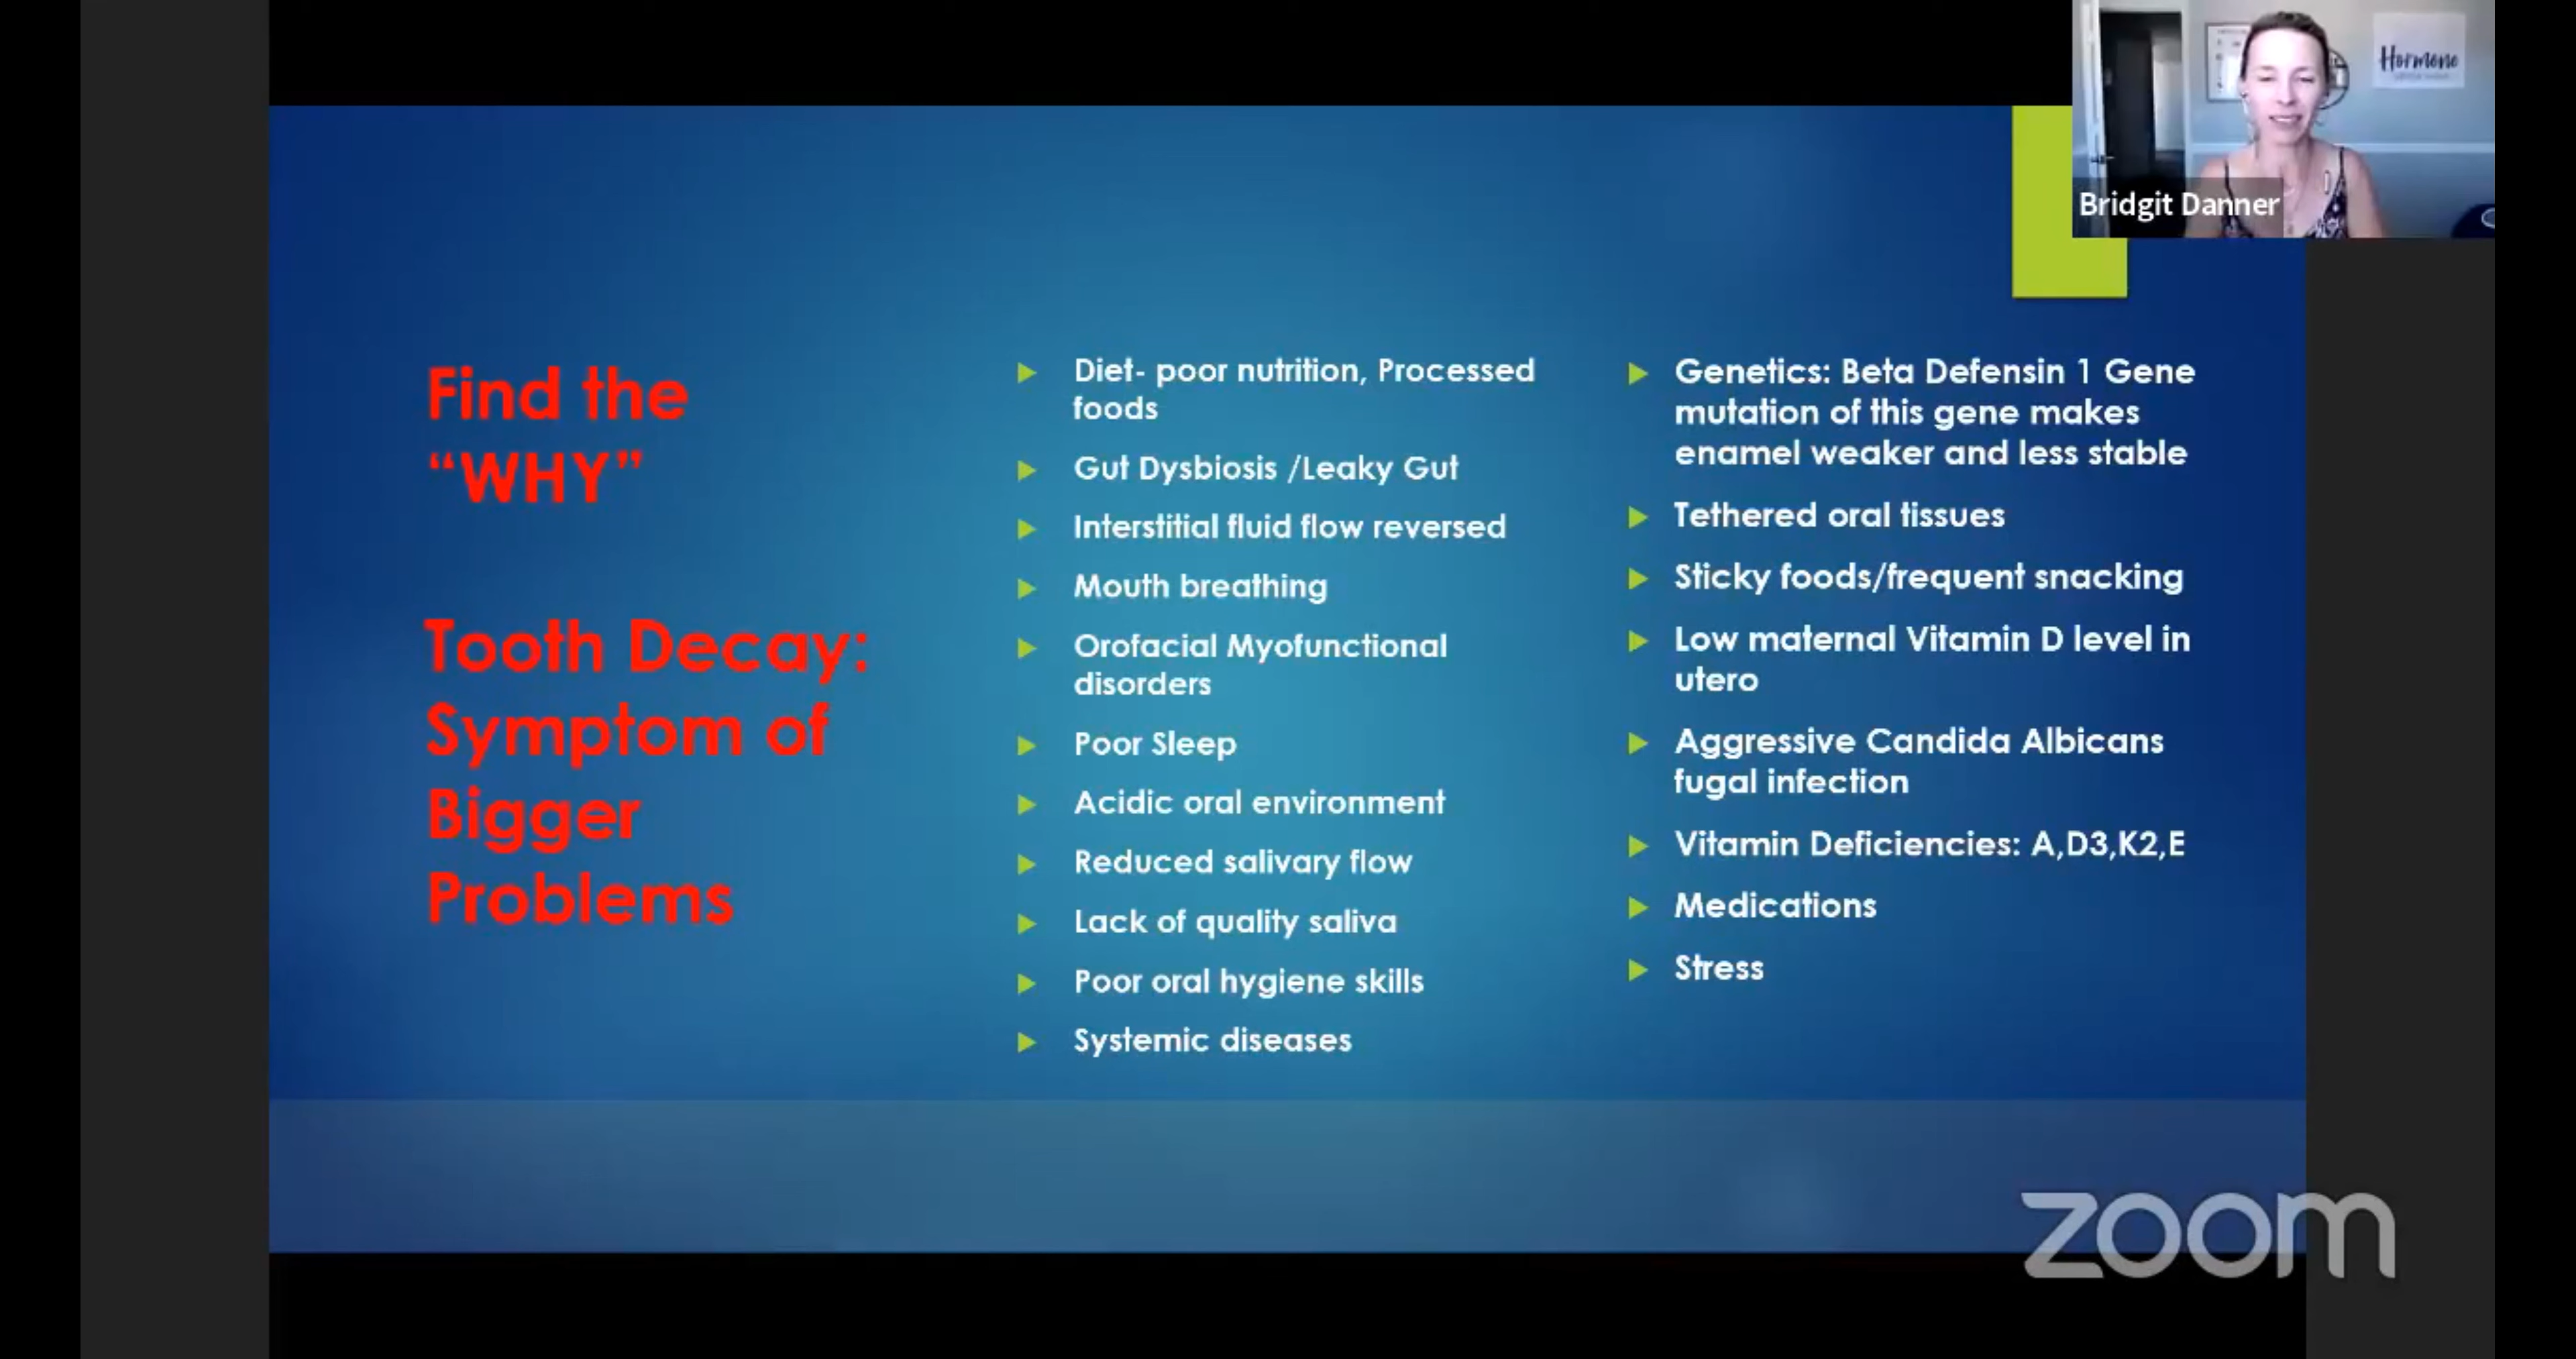 Hormone
Bridgit Danner
Find the
“WHY”
Tooth Decay:
Symptom of
Bigger
Problems
Diet- poor nutrition, Processed
foods
Gut Dysbiosis /Leaky Gut
Interstitial fluid flow reversed
Mouth breathing
Orofacial Myofunctional
disorders
Poor Sleep
Acidic oral environment
Reduced salivary flow
Lack of quality saliva
Poor oral hygiene skills
Systemic diseases
Genetics: Beta Defensin 1 Gene
mutation of this gene makes
enamel weaker and less stable
Tethered oral tissues
Sticky foods/frequent snacking
Low maternal Vitamin D level in
utero
Aggressive Candida Albicans
fugal infection
Vitamin Deficiencies: A,D3,K2,E
Medications
Stress
zoom